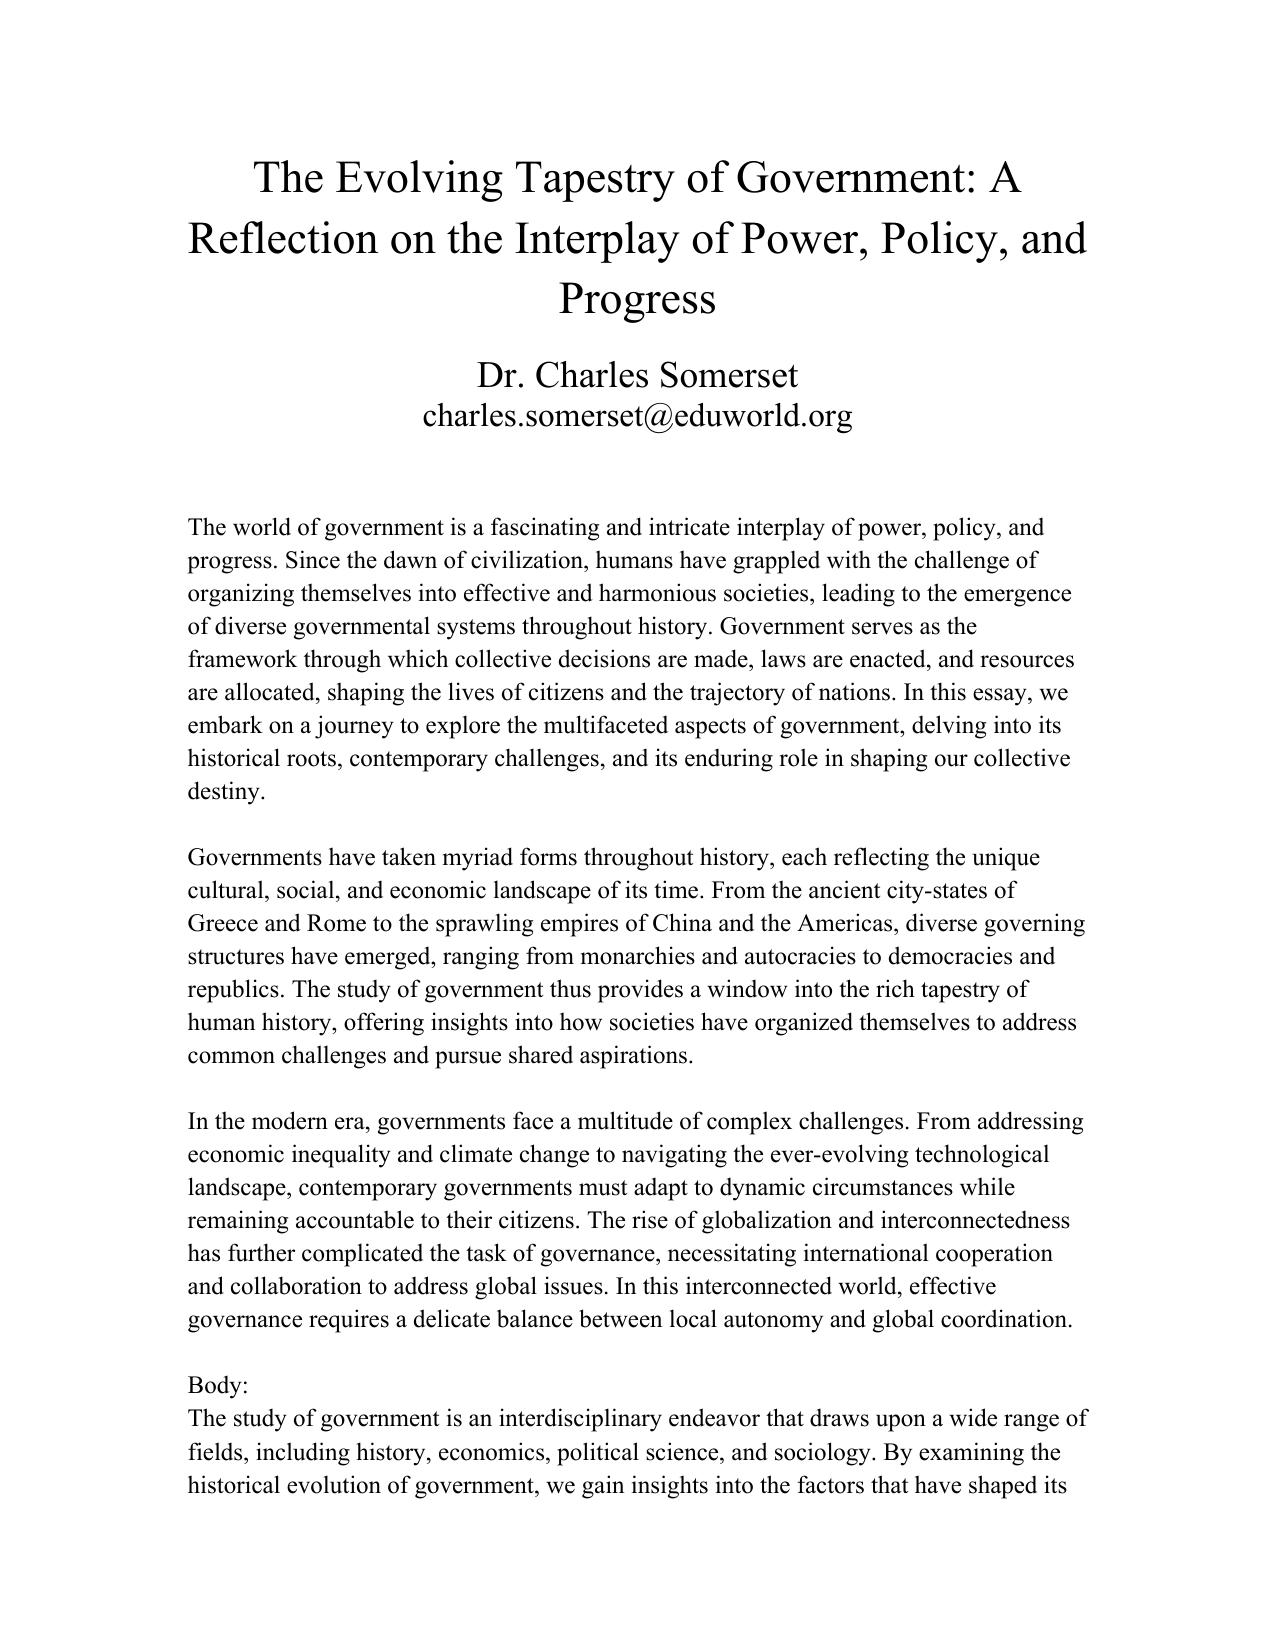 The Evolving Tapestry of Government: A
Reflection on the Interplay of Power, Policy, and
Progress
Dr. Charles Somerset
charles.somerset@eduworld.org
The world of government is a fascinating and intricate interplay of power, policy, and
progress. Since the dawn of civilization, humans have grappled with the challenge of
organizing themselves into effective and harmonious societies, leading to the emergence
of diverse governmental systems throughout history. Government serves as the
framework through which collective decisions are made, laws are enacted, and resources
are allocated, shaping the lives of citizens and the trajectory of nations. In this essay, we
embark on a journey to explore the multifaceted aspects of government, delving into its
historical roots, contemporary challenges, and its enduring role in shaping our collective
destiny.
Governments have taken myriad forms throughout history, each reflecting the unique
cultural, social, and economic landscape of its time. From the ancient city-states of
Greece and Rome to the sprawling empires of China and the Americas, diverse governing
structures have emerged, ranging from monarchies and autocracies to democracies and
republics. The study of government thus provides a window into the rich tapestry of
human history, offering insights into how societies have organized themselves to address
common challenges and pursue shared aspirations.
In the modern era, governments face a multitude of complex challenges. From addressing
economic inequality and climate change to navigating the ever-evolving technological
landscape, contemporary governments must adapt to dynamic circumstances while
remaining accountable to their citizens. The rise of globalization and interconnectedness
has further complicated the task of governance, necessitating international cooperation
and collaboration to address global issues. In this interconnected world, effective
governance requires a delicate balance between local autonomy and global coordination.
Body:
The study of government is an interdisciplinary endeavor that draws upon a wide range of
fields, including history, economics, political science, and sociology. By examining the
historical evolution of government, we gain insights into the factors that have shaped its